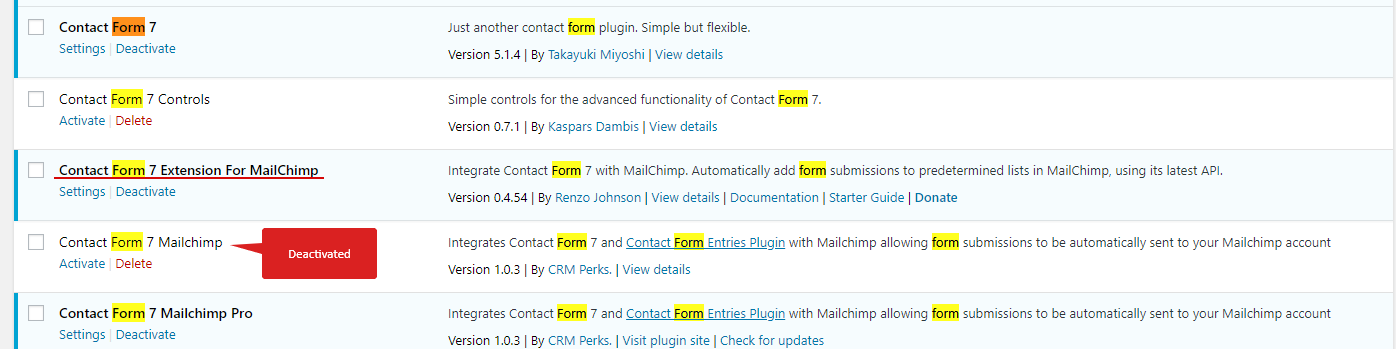 Contact Form 7
Just another contact form plugin. Simple but flexible.
Settings | Deactivate
Version 5.1.4 | By Takayuki Miyoshi | View details
Contact Form 7 Controls
Simple controls for the advanced functionality of Contact Form 7.
Activate | Delete
Version 0.7.1 | By Kaspars Dambis | View details
Contact Form 7 Extension For MailChimp
Integrate Contact Form 7 with MailChimp. Automatically add form submissions to predetermined lists in MailChimp, using its latest API.
Settings | Deactivate
Version 0.4.54 | By Renzo Johnson | View details | Documentation | Starter Guide | Donate
Contact Form 7 Mailchimp
Integrates Contact Form 7 and Contact Form Entries Plugin with Mailchimp allowing form submissions to be automatically sent to your Mailchimp account
Deactivated
Activate | Delete
Version 1.0.3 | By CRM Perks. | View details
Contact Form 7 Mailchimp Pro
Integrates Contact Form 7 and Contact Form Entries Plugin with Mailchimp allowing form submissions to be automatically sent to your Mailchimp account
Settings | Deactivate
Version 1.0.3 | By CRM Perks. | Visit plugin site | Check for updates